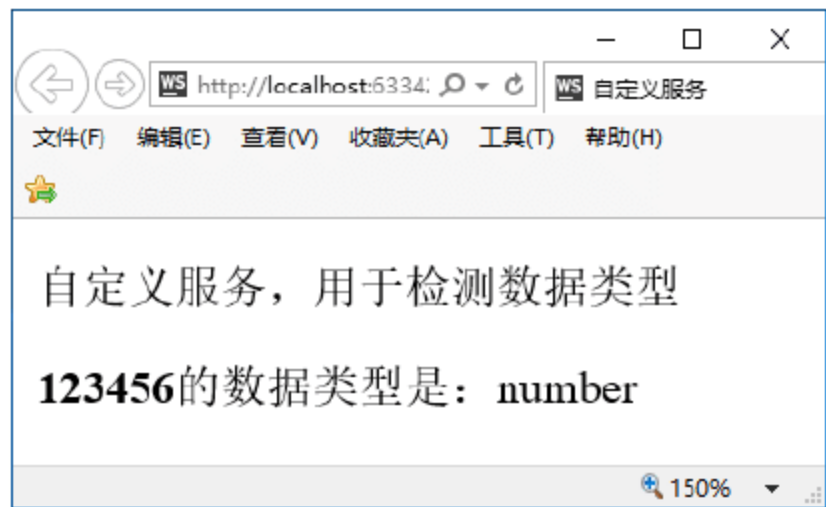 WS http://localhost:6334 WS 自定义服务
文件(F) 编辑(E) 查看(V) 收藏夹(A) 工具(T) 帮助(H)
自定义服务，用于检测数据类型
123456的数据类型是：number
150%